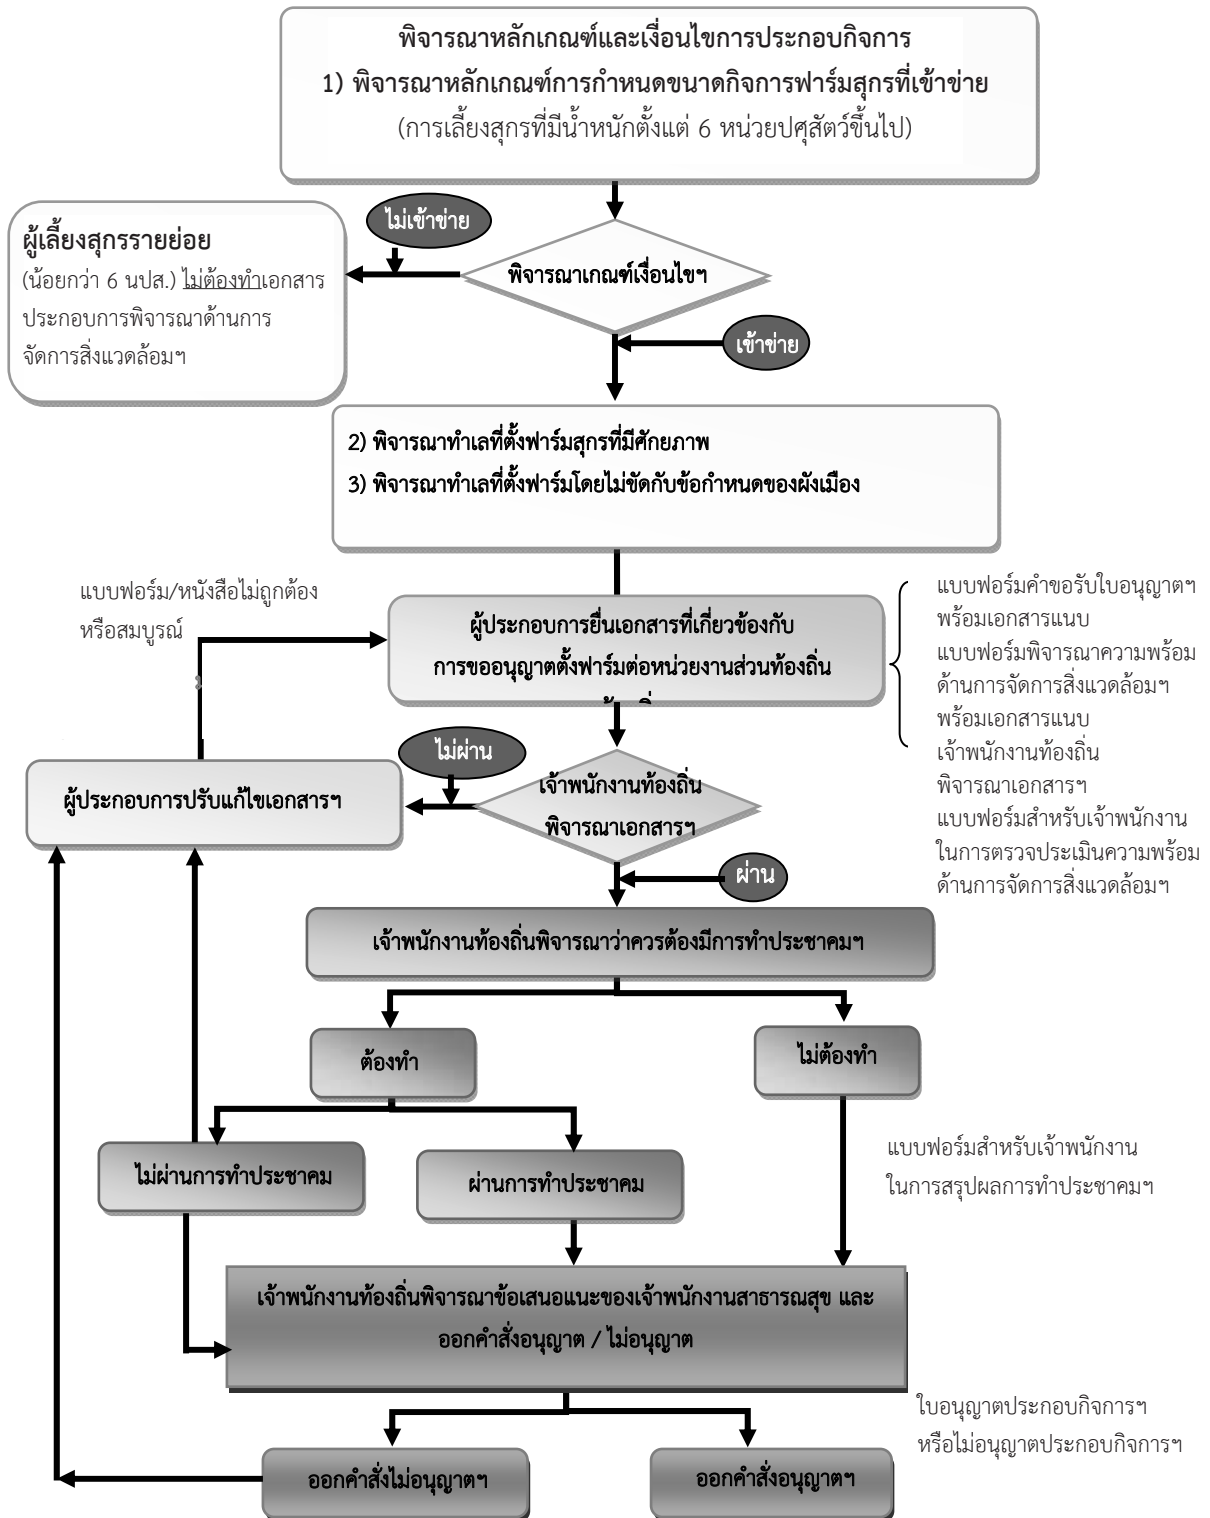 พิจารณาหลักเกณฑ์และเงื่อนไขการประกอบกิจการ
1) พิจารณาหลักเกณฑ์การกำหนดขนาดกิจการฟาร์มสุกรที่เข้าข่าย
(การเลี้ยงสุกรที่มีน้ำหนักตั้งแต่ 6 หน่วยปศุสัตว์ขึ้นไป)
ไม่เข้าข่าย
ผู้เลี้ยงสุกรรายย่อย
(น้อยกว่า 6 นปส.) ไม่ต้องทำเอกสาร
ประกอบการพิจารณาด้านการ
จัดการสิ่งแวดล้อมฯ
พิจารณาเกณฑ์เงื่อนไขฯ
เข้าข่าย
2) พิจารณาทำเลที่ตั้งฟาร์มสุกรที่มีศักยภาพ
3) พิจารณาทำเลที่ตั้งฟาร์มโดยไม่ขัดกับข้อกำหนดของผังเมือง
แบบฟอร์ม/หนังสือไม่ถูกต้อง
หรือสมบูรณ์
ผู้ประกอบการยื่นเอกสารที่เกี่ยวข้องกับ
การขออนุญาตตั้งฟาร์มต่อหน่วยงานส่วนท้องถิ่น
แบบฟอร์มคำขอรับใบอนุญาตฯ
พร้อมเอกสารแนบ
แบบฟอร์มพิจารณาความพร้อม
ด้านการจัดการสิ่งแวดล้อมฯ
พร้อมเอกสารแนบ
เจ้าพนักงานท้องถิ่น
พิจารณาเอกสารฯ
แบบฟอร์มสำหรับเจ้าพนักงาน
ในการตรวจประเมินความพร้อม
ด้านการจัดการสิ่งแวดล้อมฯ
ไม่ผ่าน
ผู้ประกอบการปรับแก้ไขเอกสารฯ
เจ้าพนักงานท้องถิ่น
พิจารณาเอกสารฯ
ผ่าน
เจ้าพนักงานท้องถิ่นพิจารณาว่าควรต้องมีการทำประชาคมฯ
ต้องทำ
ไม่ต้องทำ
ไม่ผ่านการทำประชาคม
ผ่านการทำประชาคม
แบบฟอร์มสำหรับเจ้าพนักงาน
ในการสรุปผลการทำประชาคมฯ
เจ้าพนักงานท้องถิ่นพิจารณาข้อเสนอแนะของเจ้าพนักงานสาธารณสุข และ
ออกคำสั่งอนุญาต / ไม่อนุญาต
ใบอนุญาตประกอบกิจการฯ
หรือไม่อนุญาตประกอบกิจการฯ
ออกคำสั่งไม่อนุญาตฯ
ออกคำสั่งอนุญาตฯ